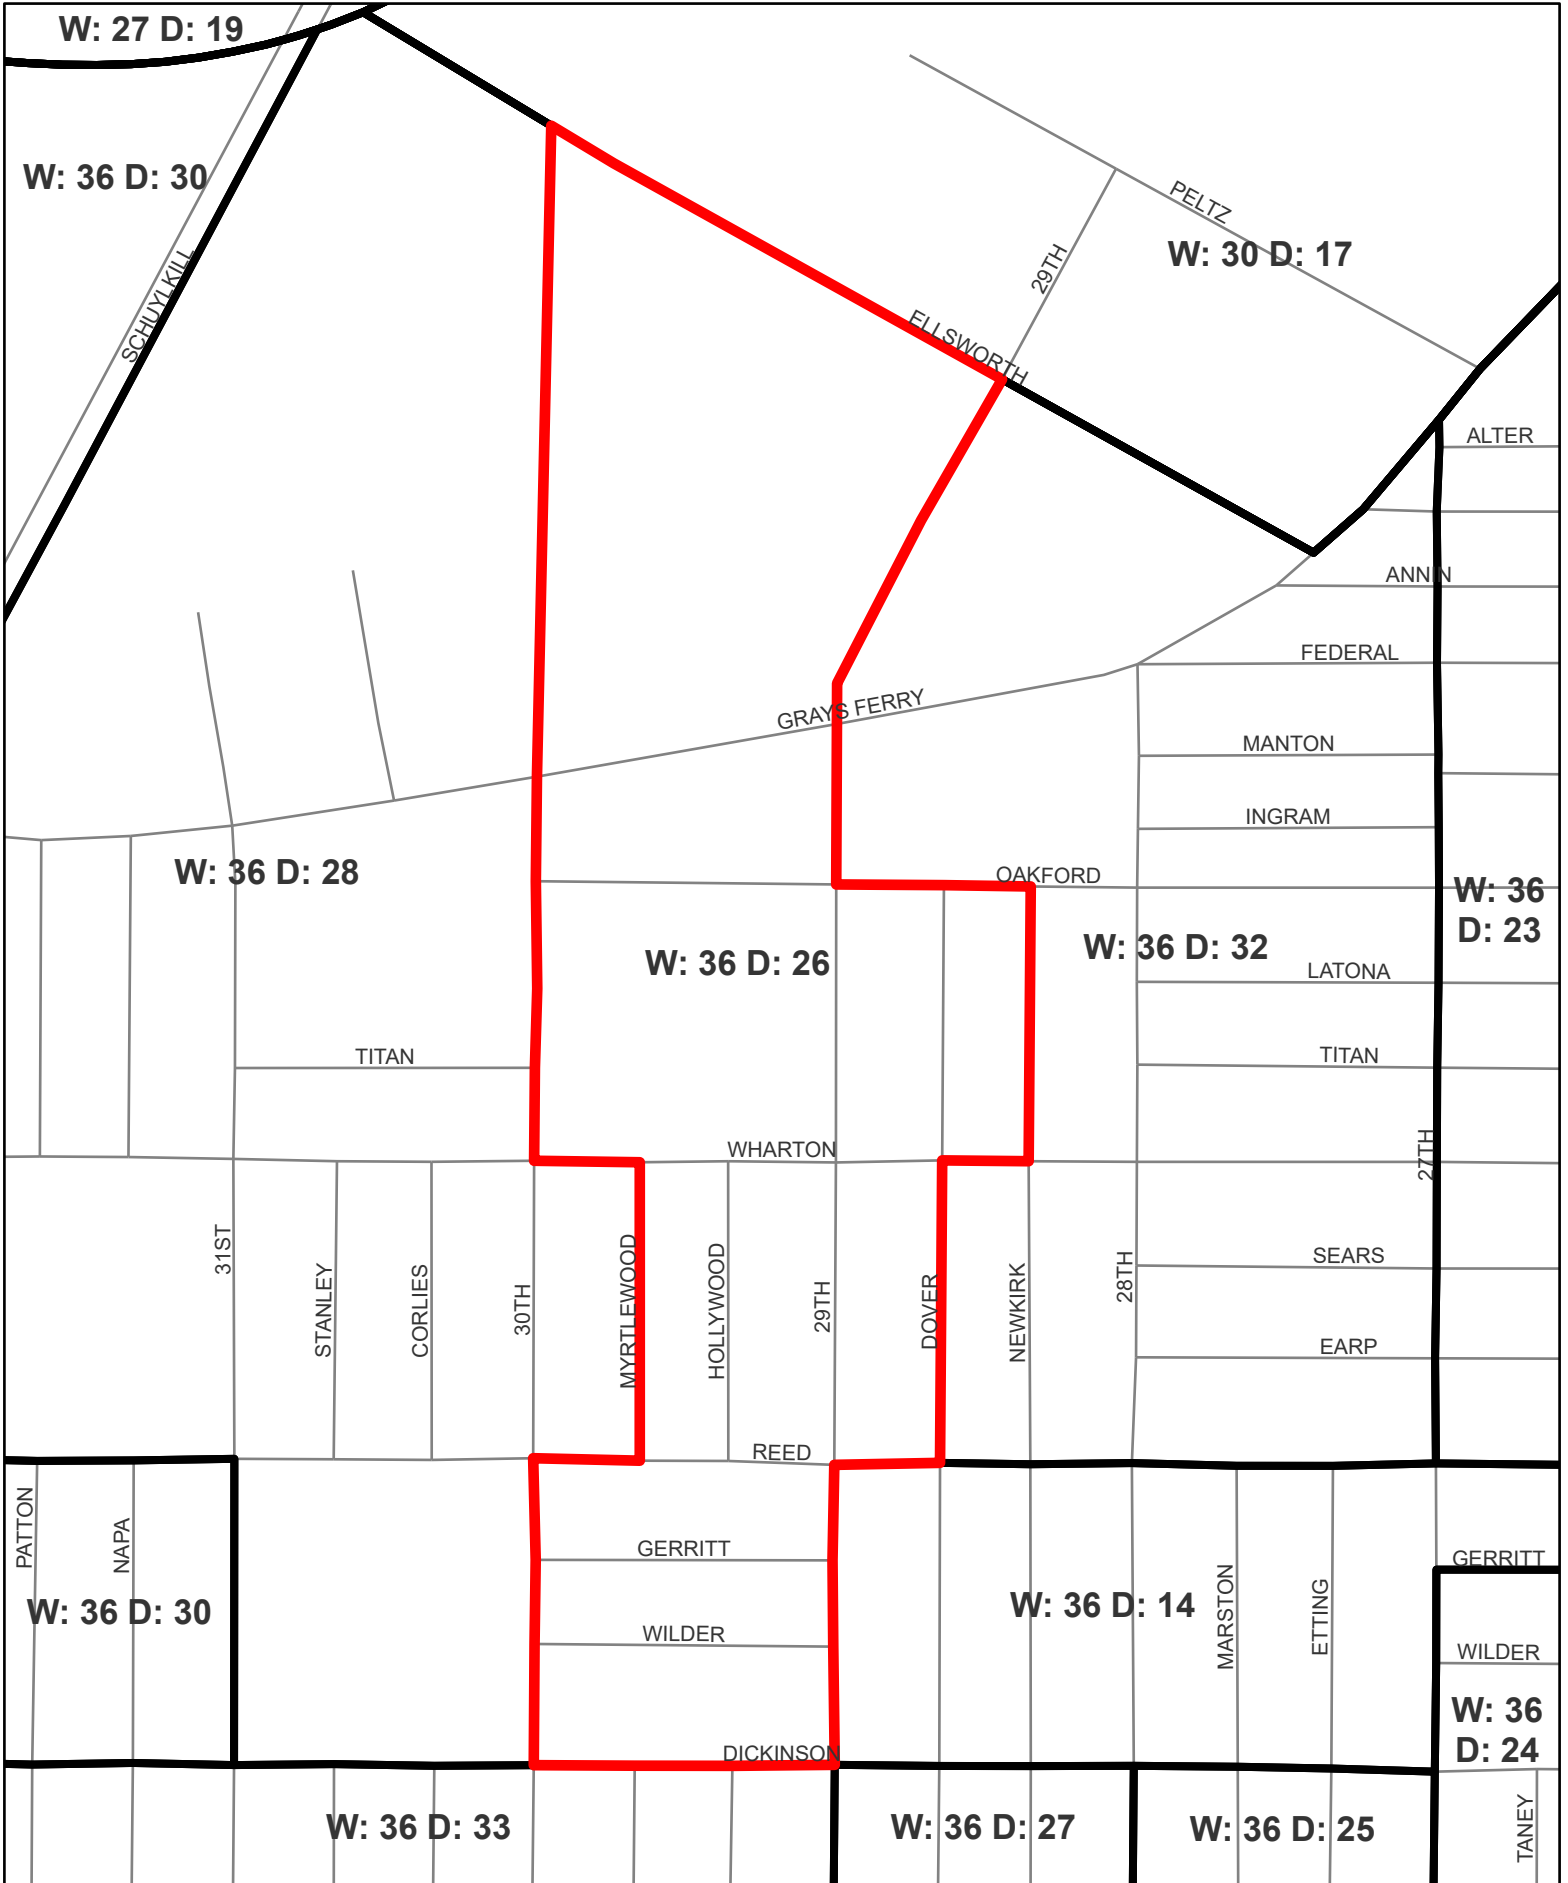 W: 27 D: 19
W: 36 D: 30
PELTZ
W: 30 D: 17
29TH
SCHUYLKILL
ELLSWORTH
ALTER
ANNIN
FEDERAL
GRAYS FERRY
MANTON
INGRAM
W: 36 D: 28
OAKFORD
W: 36
D: 23
W: 36 D: 26
W: 36 D: 32
LATONA
TITAN
TITAN
WHARTON
27TH
31ST
STANLEY
CORLIES
30TH
MYRTLEWOOD
HOLLYWOOD
29TH
DOVER
NEWKIRK
28TH
SEARS
EARP
REED
PATTON
NAPA
GERRITT
GERRITT
W: 36 D: 30
W: 36 D: 14
MARSTON
ETTING
WILDER
WILDER
W: 36
D: 24
DICKINSON
W: 36 D: 33
W: 36 D: 27
W: 36 D: 25
TANEY